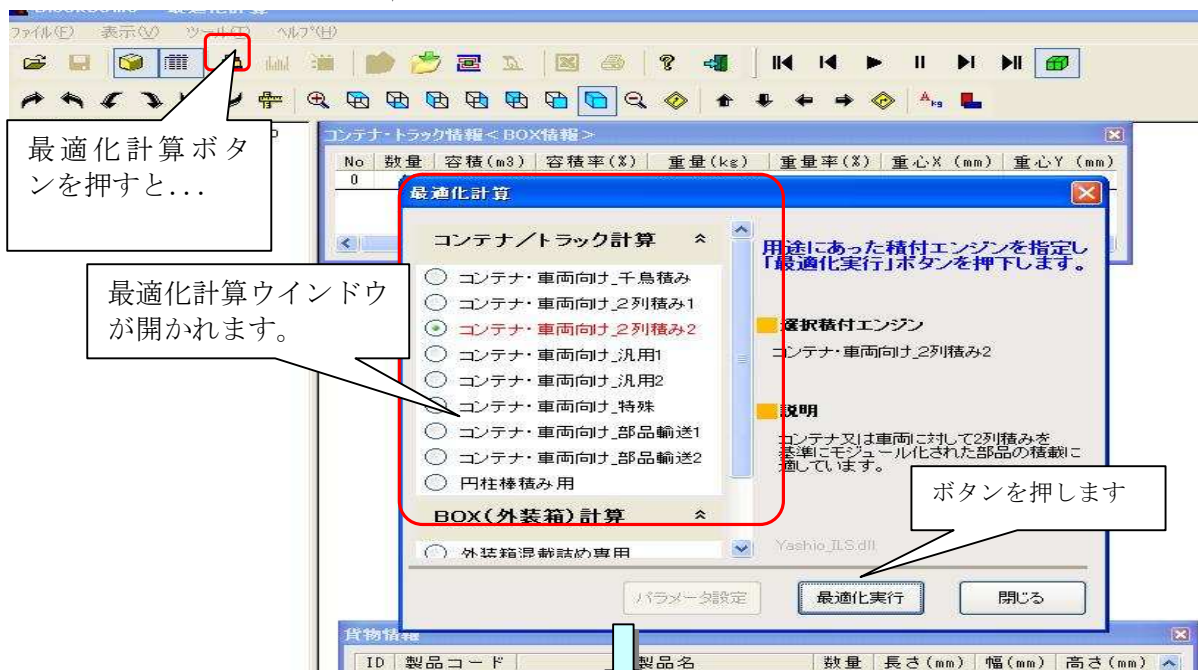 ファイル(F) 表示(V) ツール(T) ヘルプ(H)
最適化計算ボタ
ンを押すと...
コンテナ・トラック情報＜BOX情報＞
No 数量 容積(m3) 容積率(%) 重量(kg) 重量率(%) 重心X (mm) 重心Y (mm)
0
最適化計算
コンテナ／トラック計算
コンテナ・車両向け_千鳥積み
コンテナ・車両向け_2列積み1
コンテナ・車両向け_2列積み2
コンテナ・車両向け_汎用1
コンテナ・車両向け_汎用2
コンテナ・車両向け_特殊
コンテナ・車両向け_部品輸送1
コンテナ・車両向け_部品輸送2
円柱棒積み用
BOX(外装箱)計算
外装箱混載詰め専用
用途にあった積付エンジンを指定し
「最適化実行」ボタンを押下します。
選択積付エンジン
コンテナ・車両向け_2列積み2
説明
コンテナ又は車両に対して2列積みを
基準にモジュール化された部品の積載に
適しています。
最適化計算ウインドウ
が開かれます。
ボタンを押します
Yashio_ILS.dll
パラメータ設定 最適化実行 閉じる
貨物情報
ID 製品コード 製品名 数量 長さ(mm) 幅(mm) 高さ(mm)